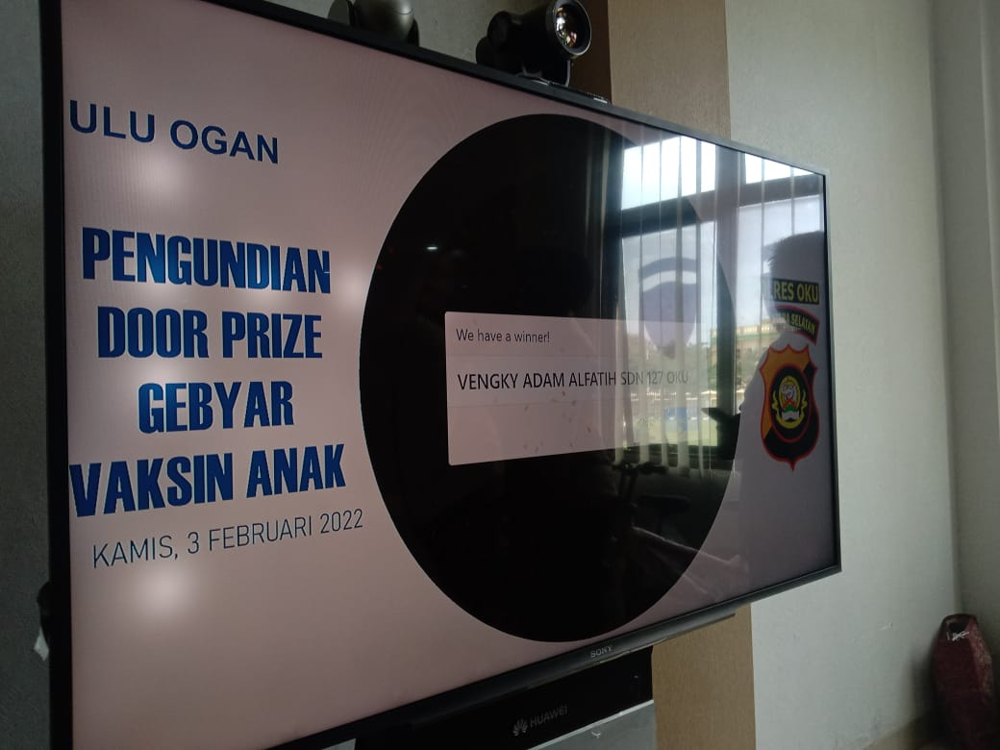 ULU OGAN
PENGUNDIAN
DOOR PRIZE
GEBYAR
VAKSIN ANAK
KAMIS, 3 FEBRUARI 2022
We have a winner!
VENGKY ADAM ALFATIH SDN 127 OKU
RES OKU
SELATAN
SONY
HUAWEI